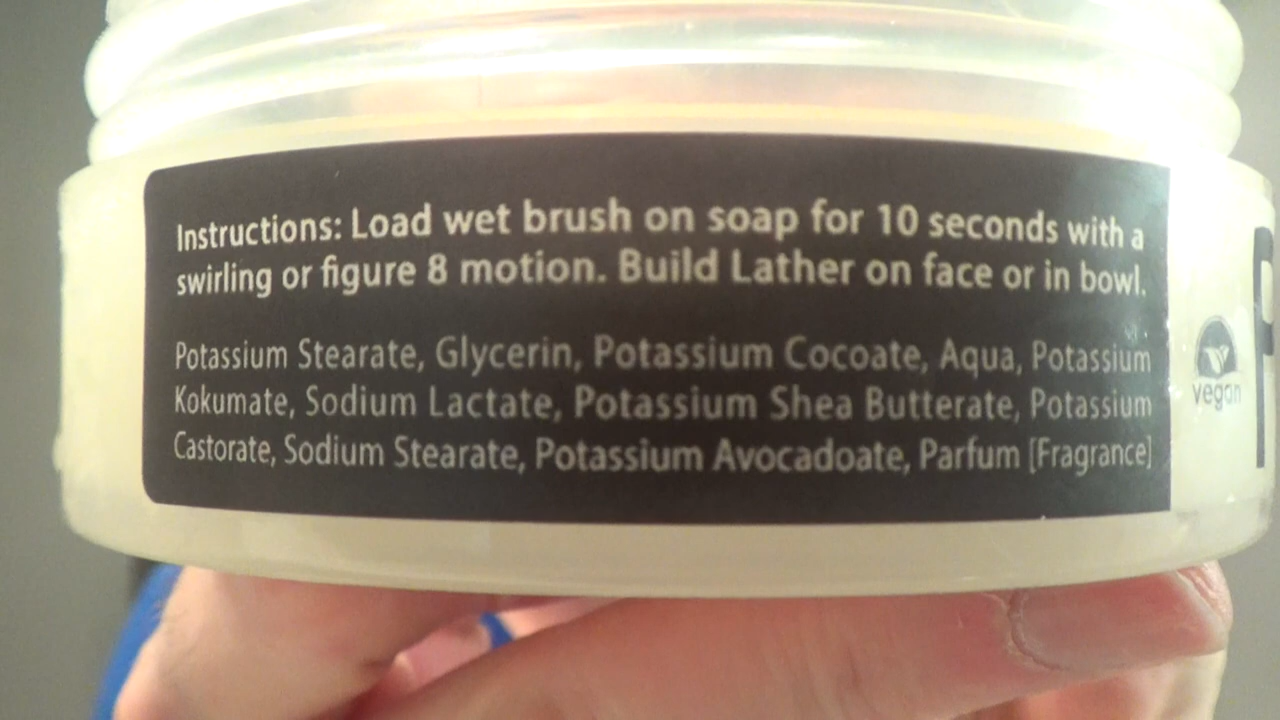 Instructions: Load wet brush on soap for 10 seconds with a
swirling or figure 8 motion. Build Lather on face or in bowl.
Potassium Stearate, Glycerin, Potassium Cocoate, Aqua, Potassium
Kokumate, Sodium Lactate, Potassium Shea Butterate, Potassium
Castorate, Sodium Stearate, Potassium Avocadoate, Parfum [Fragrance]
vegan